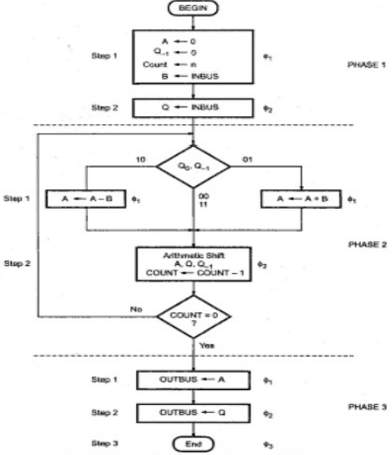 BEGIN
Step 1
A ← 0
Q₋₁ ← 0
Count ← n
B ← INBUS
ϕ₁
PHASE 1
Step 2
Q ← INBUS
ϕ₂
10
Q₀, Q₋₁
01
Step 1
A ← A – B
ϕ₁
00
11
A ← A + B
ϕ₁
PHASE 2
Step 2
Arithmetic Shift
A, Q, Q₋₁
COUNT ← COUNT – 1
ϕ₂
No
COUNT = 0
?
Yes
Step 1
OUTBUS ← A
ϕ₁
Step 2
OUTBUS ← Q
ϕ₂
PHASE 3
Step 3
End
ϕ₃